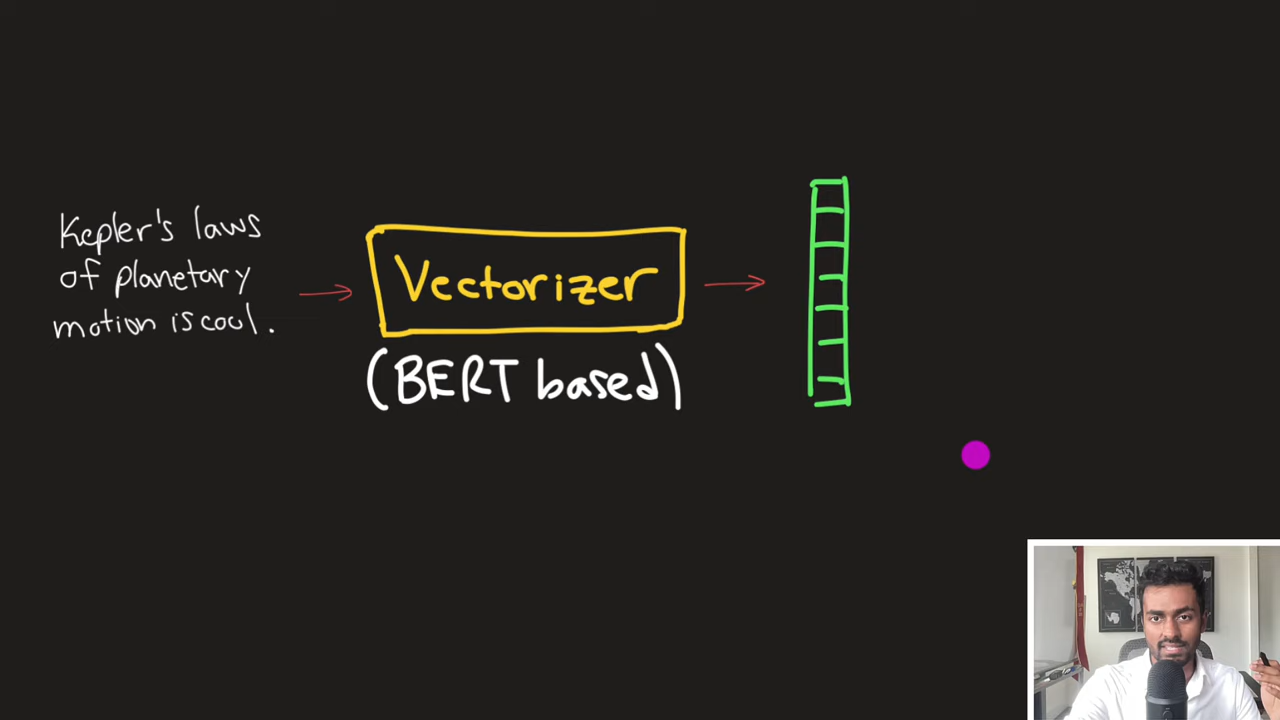 Kepler's laws
of planetary
motion is cool.
Vectorizer
(BERT based)